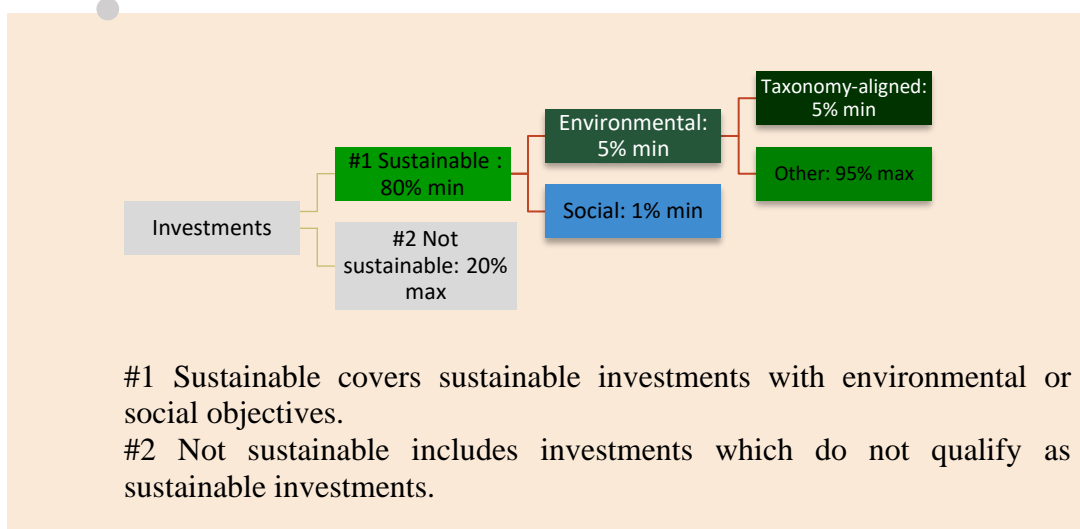 Investments
#1 Sustainable :
80% min
#2 Not
sustainable: 20%
max
Environmental:
5% min
Social: 1% min
Taxonomy-aligned:
5% min
Other: 95% max
#1 Sustainable covers sustainable investments with environmental or
social objectives.
#2 Not sustainable includes investments which do not qualify as
sustainable investments.